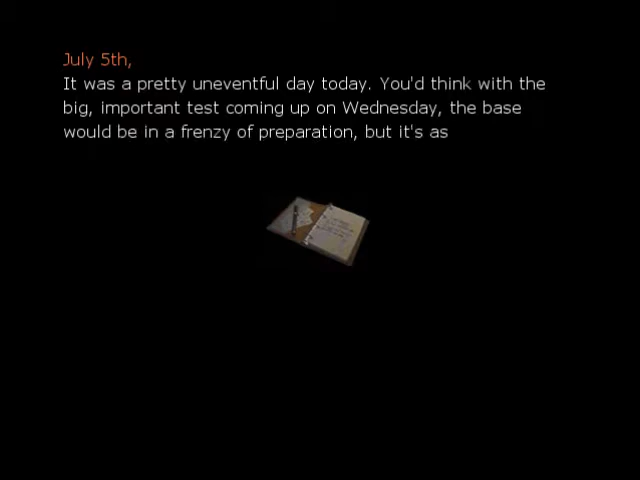 July 5th,
It was a pretty uneventful day today. You'd think with the
big, important test coming up on Wednesday, the base
would be in a frenzy of preparation, but it's as